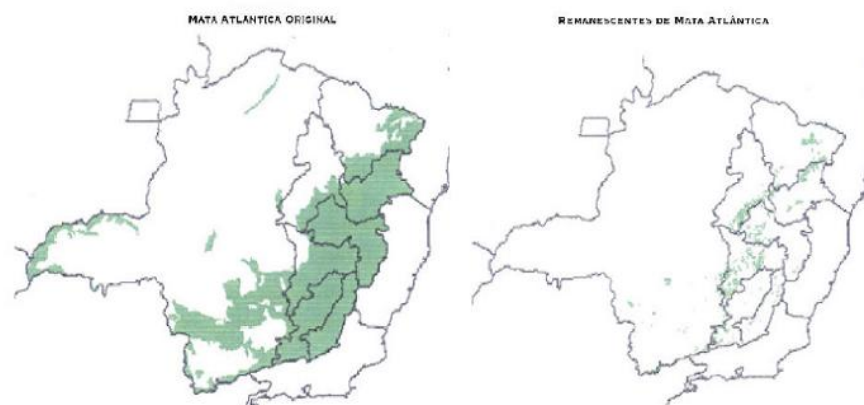 MATA ATLÂNTICA ORIGINAL
REMANESCENTES DE MATA ATLÂNTICA